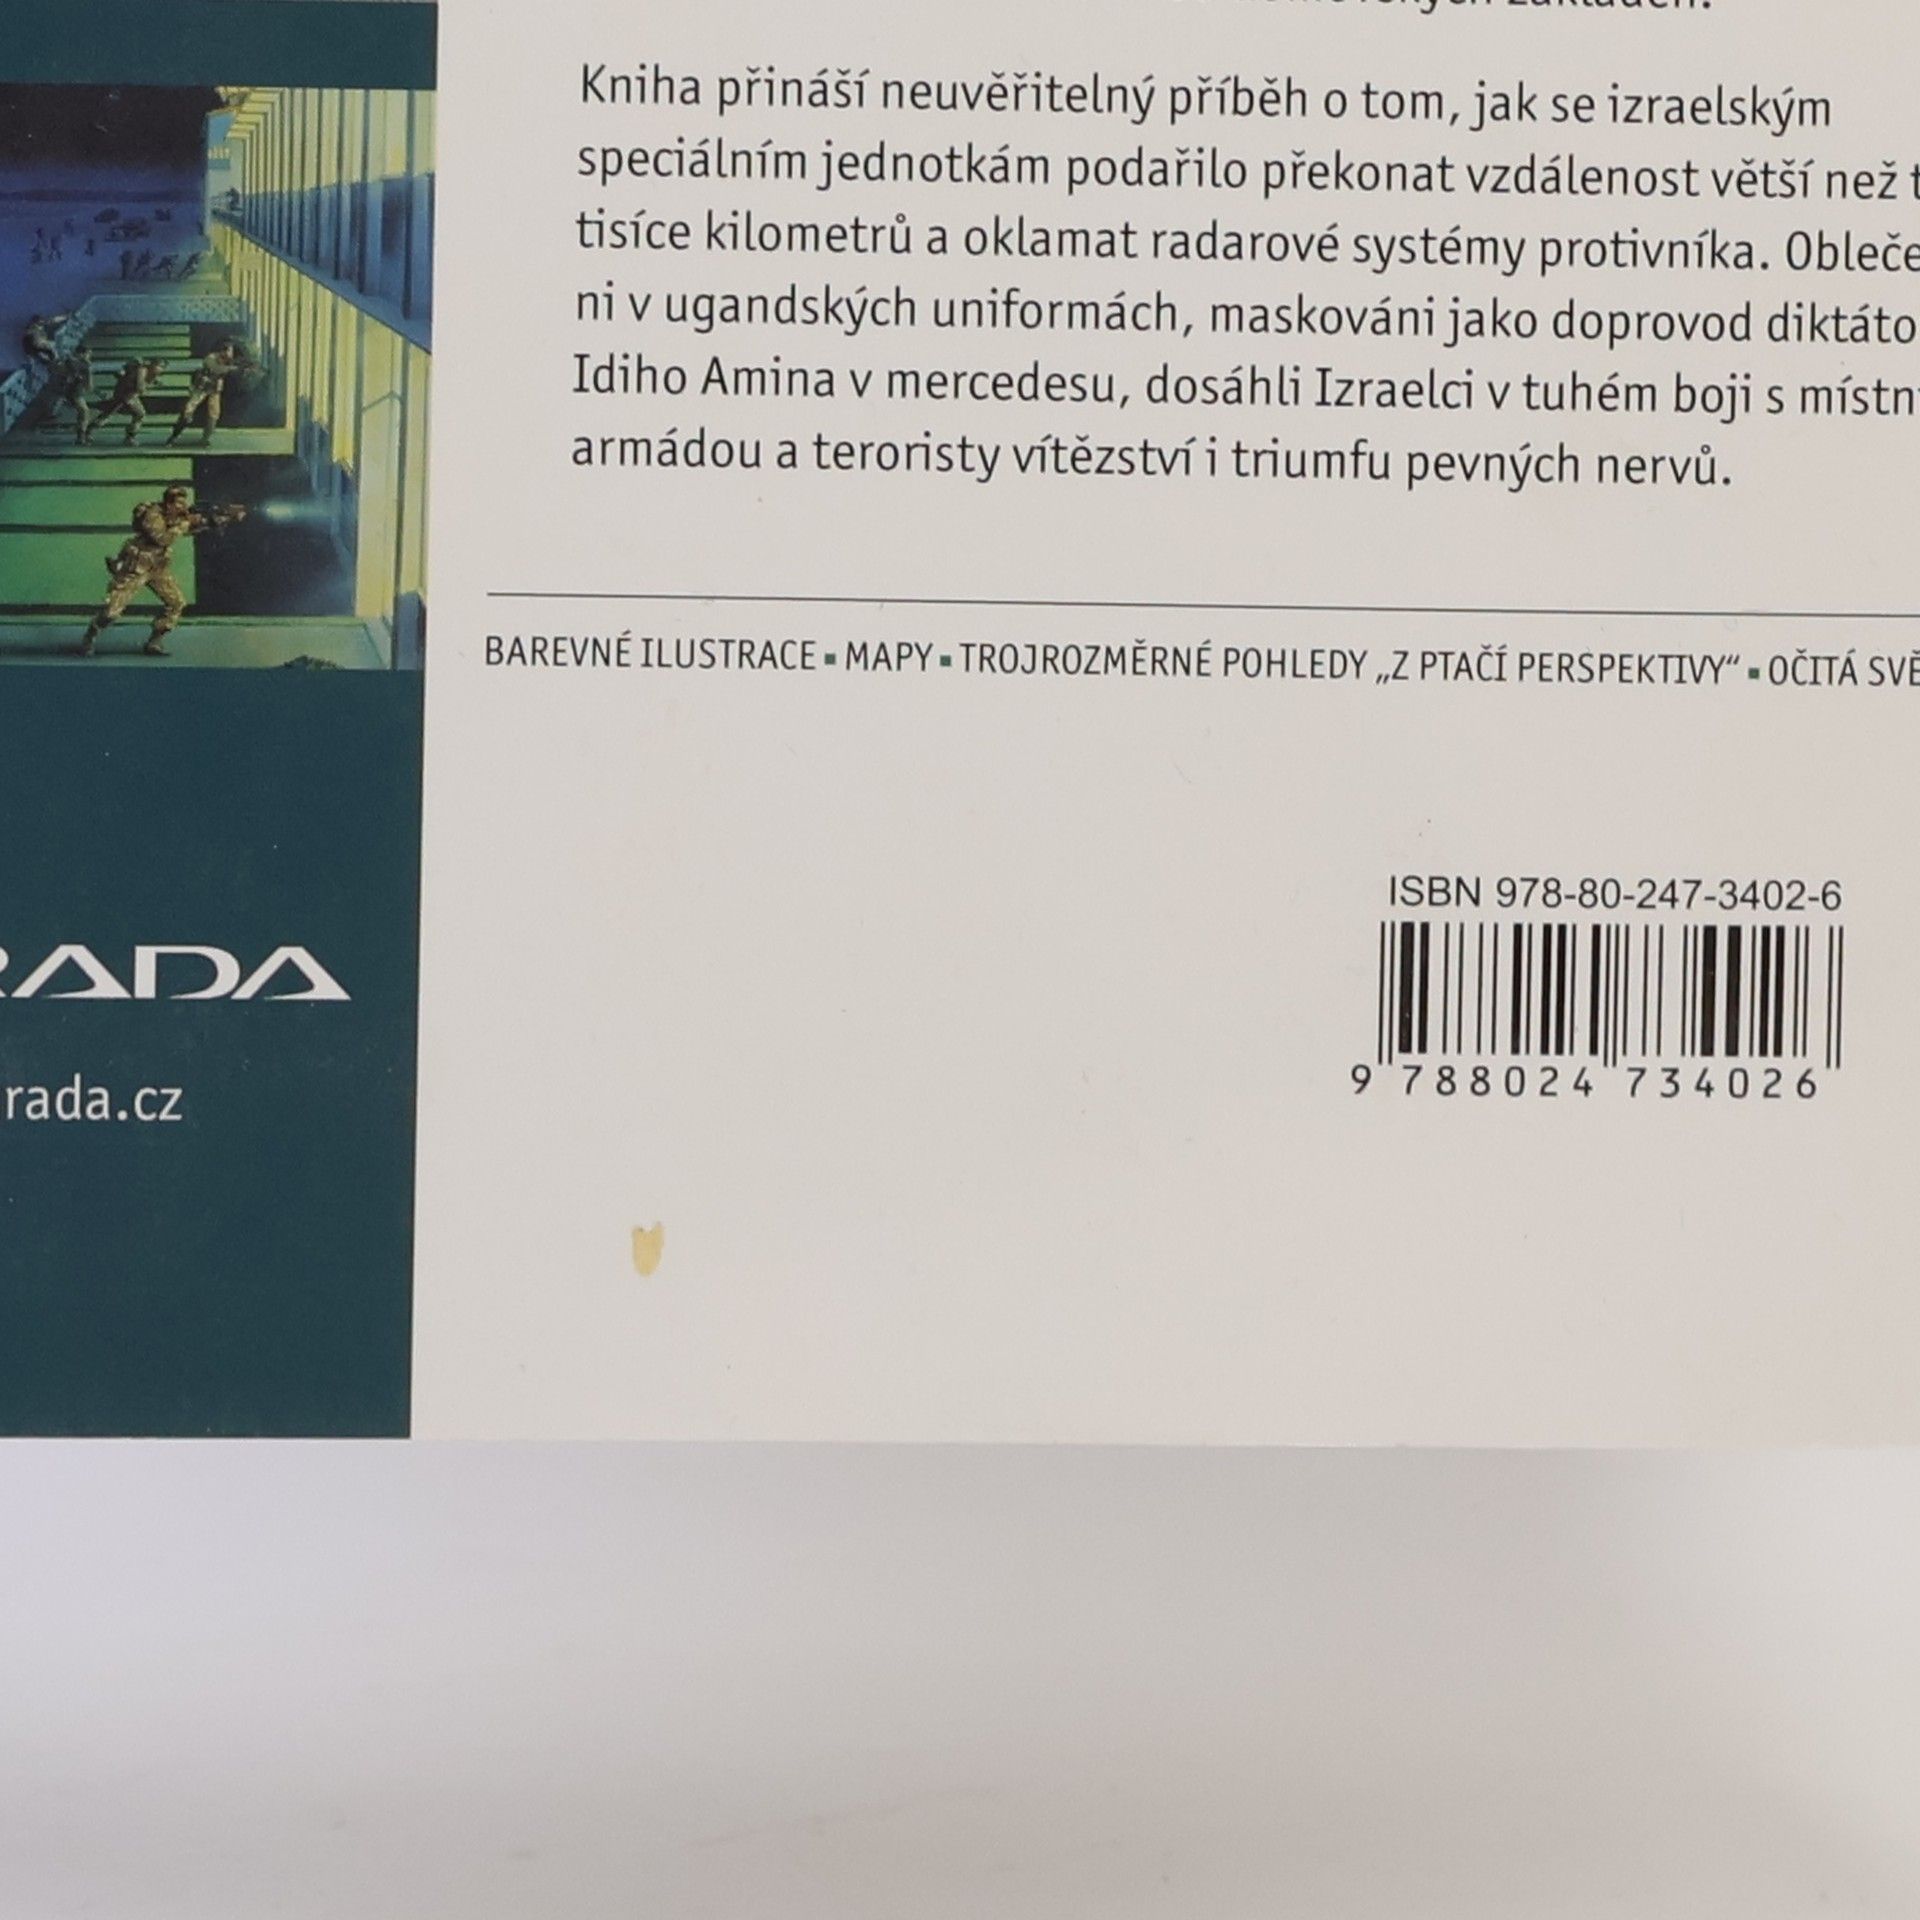 Kniha přináší neuvěřitelný příběh o tom, jak se izraelským
speciálním jednotkám podařilo překonat vzdálenost větší než t
tisíce kilometrů a oklamat radarové systémy protivníka. Obleče
ni v ugandských uniformách, maskováni jako doprovod diktáto
Idiho Amina v mercedesu, dosáhli Izraelci v tuhém boji s místn
armádou a teroristy vítězství i triumfu pevných nervů.
BAREVNÉ ILUSTRACE ▪ MAPY ▪ TROJROZMĚRNÉ POHLEDY „Z PTAČÍ PERSPEKTIVY“ ▪ OČITÁ SVĚ
RADA
rada.cz
ISBN 978-80-247-3402-6
9 788024 734026